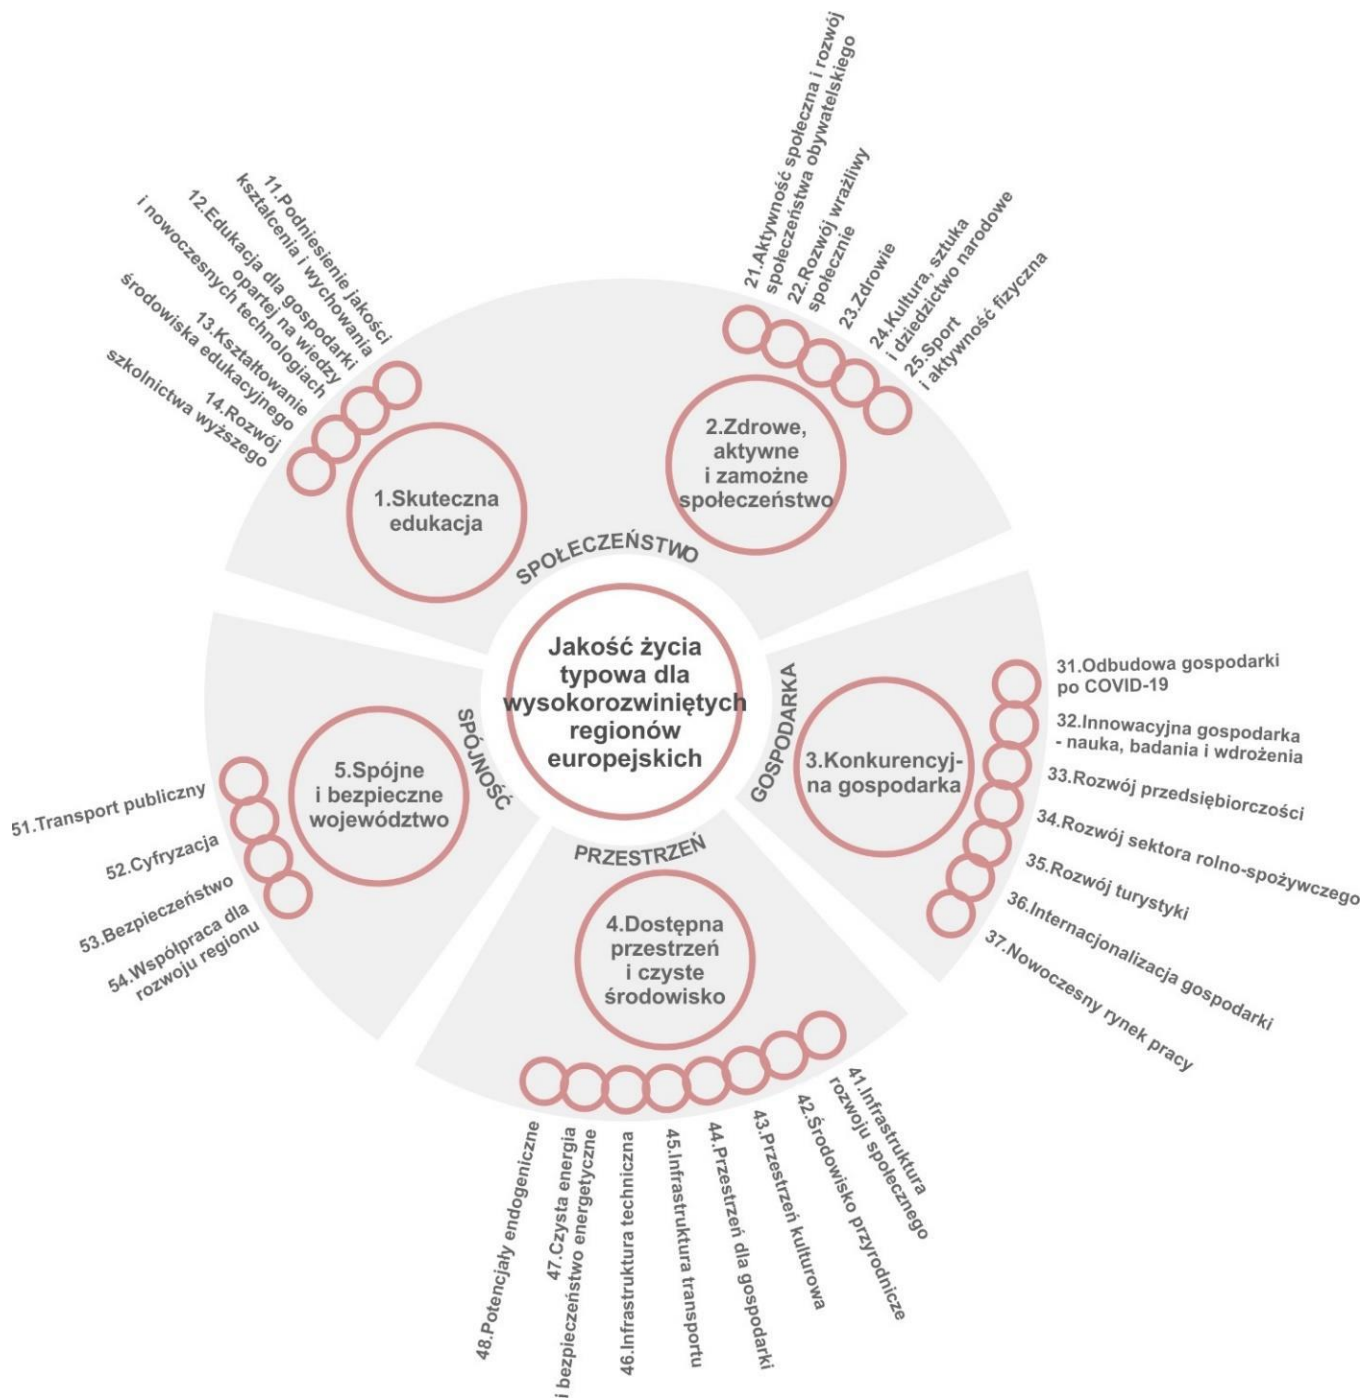 Jakość życia
typowa dla
wysokorozwiniętych
regionów
europejskich
SPOŁECZEŃSTWO
1.Skuteczna
edukacja
11.Podniesienie jakości
kształcenia i wychowania
12.Edukacja dla gospodarki
opartej na wiedzy
i nowoczesnych technologiach
13.Kształtowanie
środowiska edukacyjnego
14.Rozwój
szkolnictwa wyższego
2.Zdrowe,
aktywne
i zamożne
społeczeństwo
21.Aktywność społeczna i rozwój
społeczeństwa obywatelskiego
22.Rozwój wrażliwy
społecznie
23.Zdrowie
24.Kultura, sztuka
i dziedzictwo narodowe
25.Sport
i aktywność fizyczna
GOSPODARKA
3.Konkurencyj-
na gospodarka
31.Odbudowa gospodarki
po COVID-19
32.Innowacyjna gospodarka
- nauka, badania i wdrożenia
33.Rozwój przedsiębiorczości
34.Rozwój sektora rolno-spożywczego
35.Rozwój turystyki
36.Internacjonalizacja gospodarki
37.Nowoczesny rynek pracy
PRZESTRZEŃ
4.Dostępna
przestrzeń
i czyste
środowisko
41.Infrastruktura
rozwoju społecznego
42.Środowisko przyrodnicze
43.Przestrzeń kulturowa
44.Przestrzeń dla gospodarki
45.Infrastruktura transportu
46.Infrastruktura techniczna
47.Czysta energia
i bezpieczeństwo energetyczne
48.Potencjały endogeniczne
SPÓJNOŚĆ
5.Spójne
i bezpieczne
województwo
51.Transport publiczny
52.Cyfryzacja
53.Bezpieczeństwo
54.Współpraca dla
rozwoju regionu